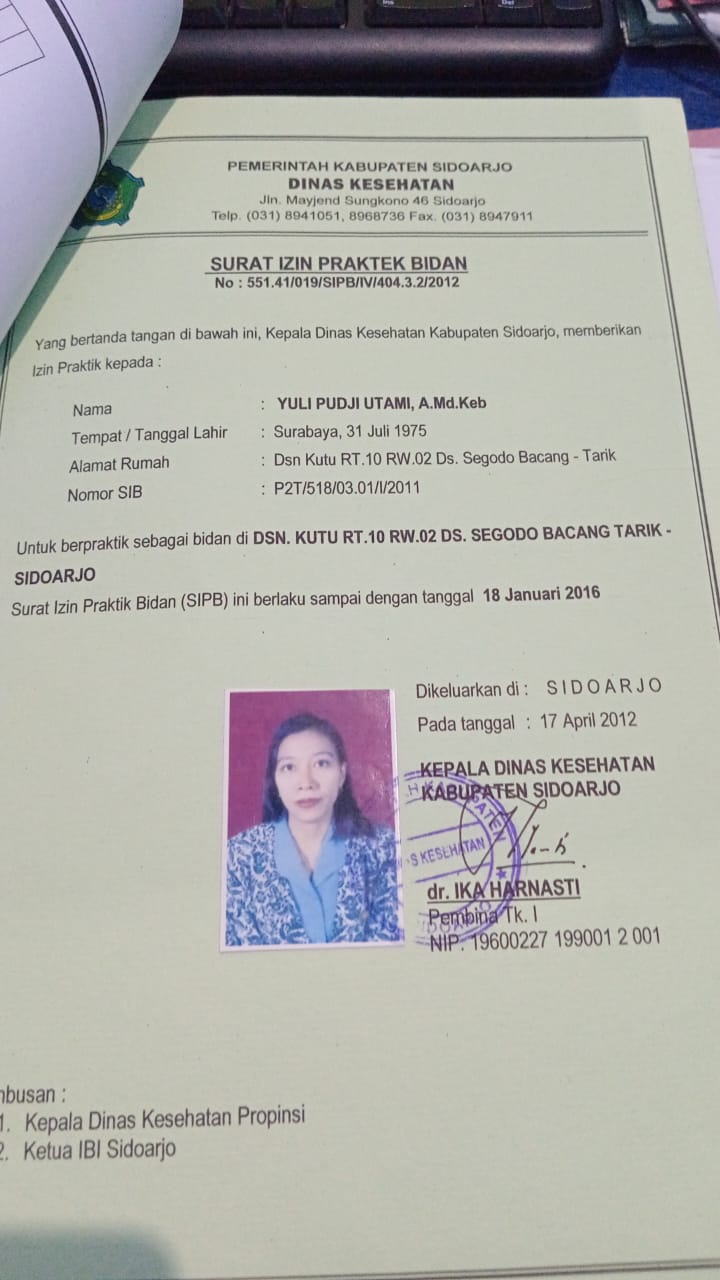 PEMERINTAH KABUPATEN SIDOARJO
DINAS KESEHATAN
Jln. Mayjend Sungkono 46 Sidoarjo
Telp. (031) 8941051, 8968736 Fax. (031) 8947911
SURAT IZIN PRAKTEK BIDAN
No : 551.41/019/SIPB/IV/404.3.2/2012
Yang bertanda tangan di bawah ini, Kepala Dinas Kesehatan Kabupaten Sidoarjo, memberikan
Izin Praktik kepada :
Nama : YULI PUDJI UTAMI, A.Md.Keb
Tempat / Tanggal Lahir : Surabaya, 31 Juli 1975
Alamat Rumah : Dsn Kutu RT.10 RW.02 Ds. Segodo Bacang - Tarik
Nomor SIB : P2T/518/03.01/I/2011
Untuk berpraktik sebagai bidan di DSN. KUTU RT.10 RW.02 DS. SEGODO BACANG TARIK -
SIDOARJO
Surat Izin Praktik Bidan (SIPB) ini berlaku sampai dengan tanggal 18 Januari 2016
Dikeluarkan di : SIDOARJO
Pada tanggal : 17 April 2012
KEPALA DINAS KESEHATAN
KABUPATEN SIDOARJO
S KESEHATAN
dr. IKA HARNASTI
Pembina Tk. I
NIP. 19600227 199001 2 001
mbusan :
1. Kepala Dinas Kesehatan Propinsi
2. Ketua IBI Sidoarjo